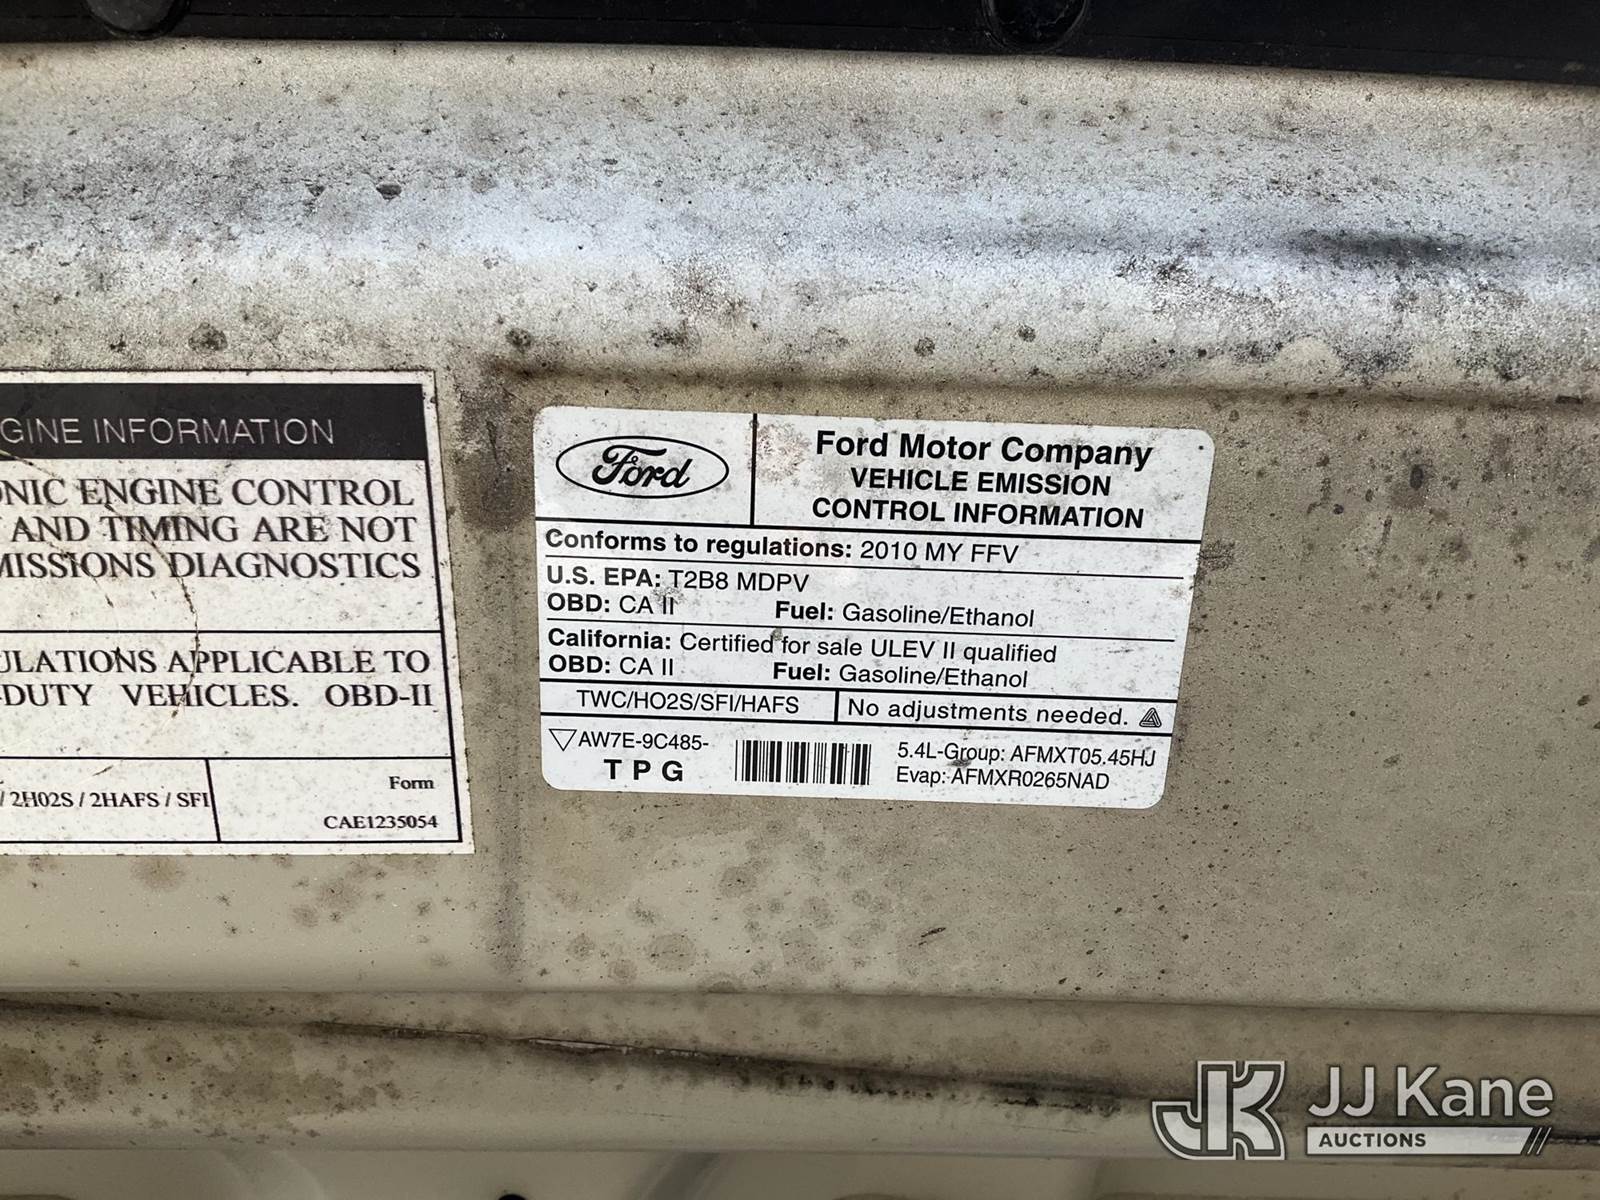 GINE INFORMATION
NIC ENGINE CONTROL
AND TIMING ARE NOT
MISSIONS DIAGNOSTICS
ULATIONS APPLICABLE TO
-DUTY VEHICLES. OBD-II
/ 2H02S / 2HAFS / SFI
Form
CAE1235054
Ford
Ford Motor Company
VEHICLE EMISSION
CONTROL INFORMATION
Conforms to regulations: 2010 MY FFV
U.S. EPA: T2B8 MDPV
OBD: CA II Fuel: Gasoline/Ethanol
California: Certified for sale ULEV II qualified
OBD: CA II Fuel: Gasoline/Ethanol
TWC/HO2S/SFI/HAFS No adjustments needed.
AW7E-9C485-
T P G
5.4L-Group: AFMXT05.45HJ
Evap: AFMXR0265NAD
JK JJ Kane
AUCTIONS